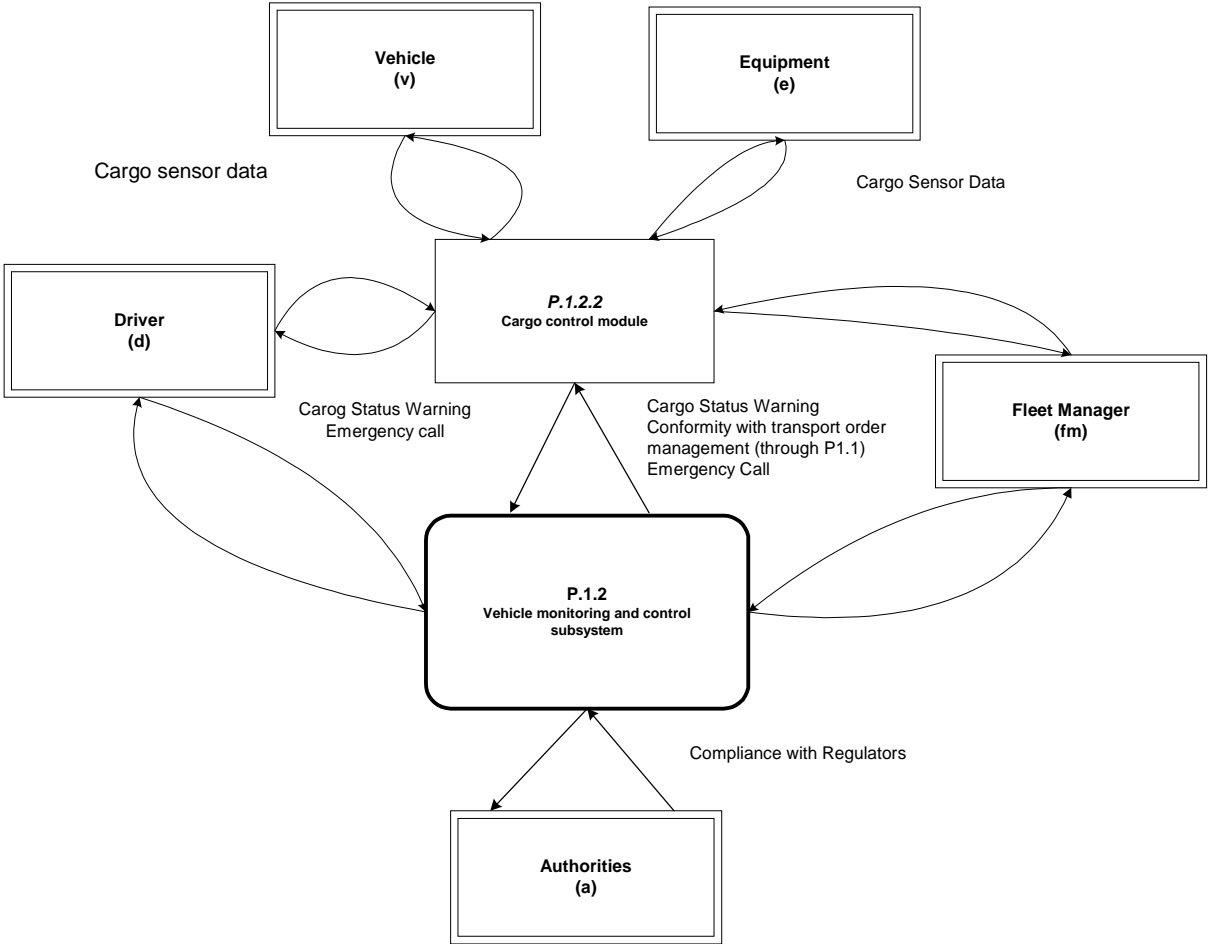 Vehicle
(v)
Equipment
(e)
Cargo sensor data
Cargo Sensor Data
P.1.2.2
Cargo control module
Driver
(d)
Carog Status Warning
Emergency call
Cargo Status Warning
Conformity with transport order
management (through P1.1)
Emergency Call
Fleet Manager
(fm)
P.1.2
Vehicle monitoring and control
subsystem
Compliance with Regulators
Authorities
(a)